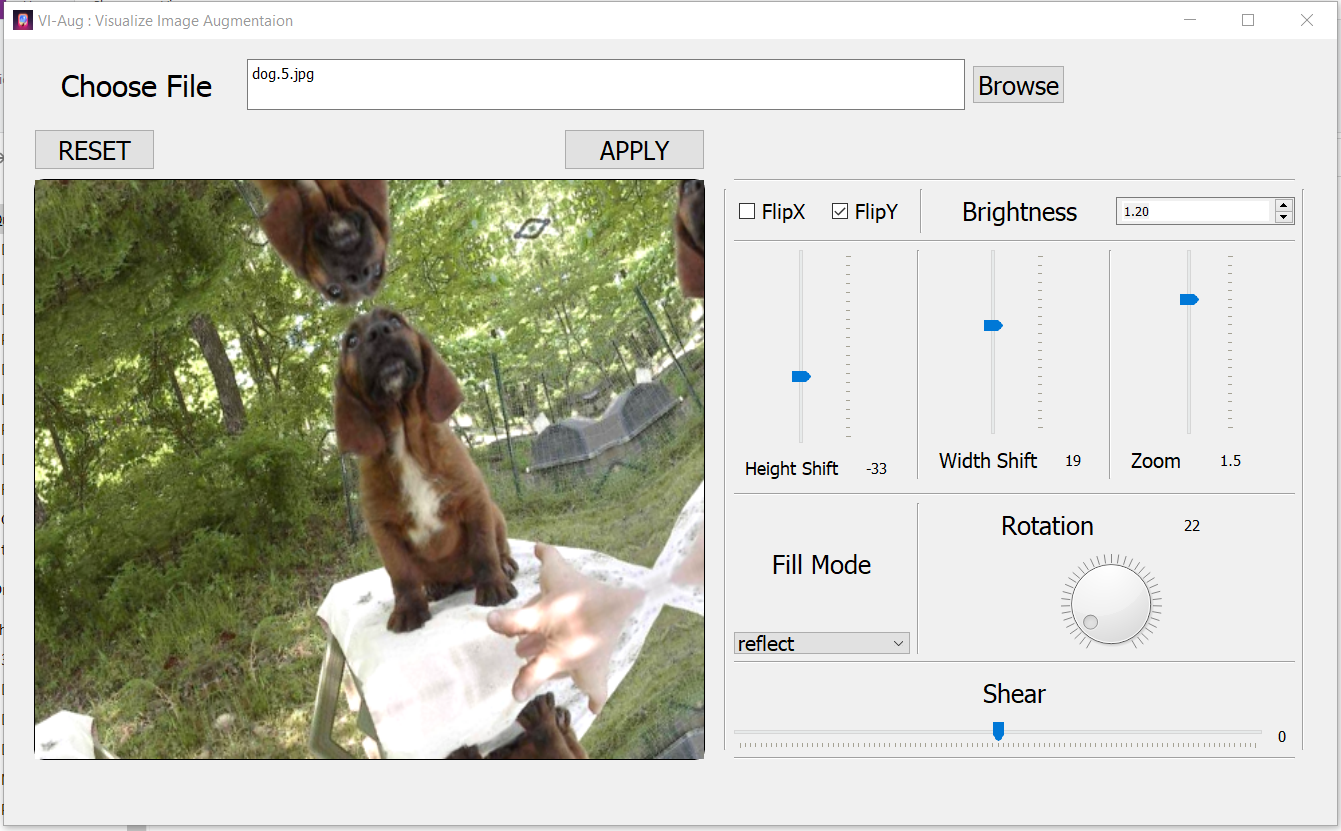 VI-Aug : Visualize Image Augmentaion
Choose File
dog.5.jpg
Browse
RESET
APPLY
FlipX
FlipY
Brightness
1.20
Height Shift
-33
Width Shift
19
Zoom
1.5
Fill Mode
reflect
Rotation
22
Shear
0